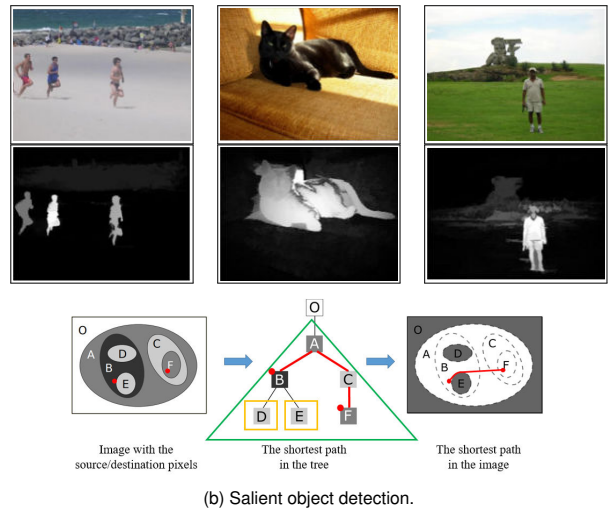 O
A
B
D
E
C
F
O
A
B
C
D
E
F
O
A
B
D
E
C
F
Image with the
source/destination pixels
The shortest path
in the tree
The shortest path
in the image
(b) Salient object detection.